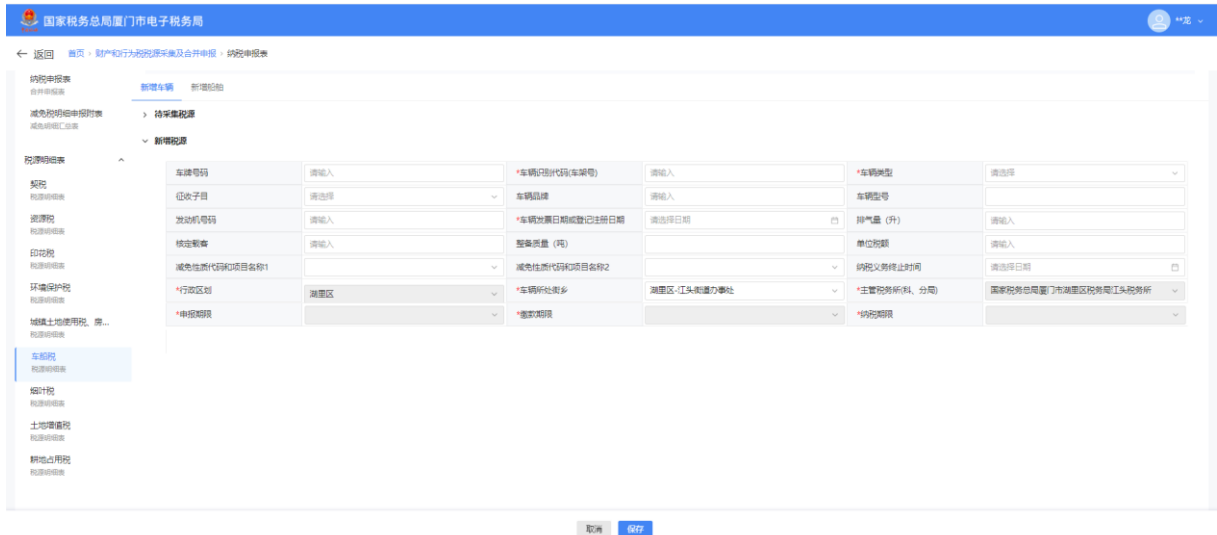 国家税务总局厦门市电子税务局
**龙
返回 首页 › 财产和行为税税源采集及合并申报 › 纳税申报表
纳税申报表
合并申报表
减免税明细申报附表
减免明细汇总表
税源明细表
契税
税源明细表
资源税
税源明细表
印花税
税源明细表
环境保护税
税源明细表
城镇土地使用税、房...
税源明细表
车船税
税源明细表
烟叶税
税源明细表
土地增值税
税源明细表
耕地占用税
税源明细表
新增车辆 新增船舶
待采集税源
新增税源
车牌号码 请输入 *车辆识别代码(车架号) 请输入 *车辆类型 请选择
征收子目 请选择 车辆品牌 请输入 车辆型号
发动机号码 请输入 *车辆发票日期或登记注册日期 请选择日期 排气量 (升) 请输入
核定载客 请输入 整备质量 (吨) 单位税额 请输入
减免性质代码和项目名称1 减免性质代码和项目名称2 纳税义务终止时间 请选择日期
*行政区划 湖里区 *车辆所处街乡 湖里区-江头街道办事处 *主管税务所(科、分局) 国家税务总局厦门市湖里区税务局江头税务所
*申报期限 *缴款期限 *纳税期限
取消 保存